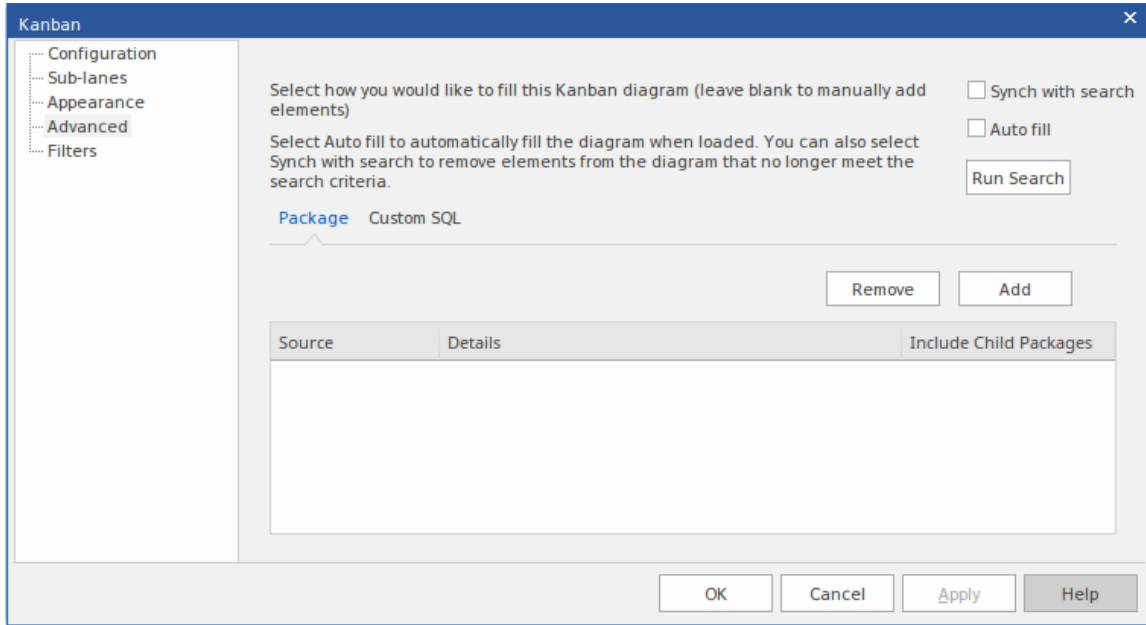 Kanban
Configuration
Sub-lanes
Appearance
Advanced
Filters
Select how you would like to fill this Kanban diagram (leave blank to manually add
elements)
Select Auto fill to automatically fill the diagram when loaded. You can also select
Synch with search to remove elements from the diagram that no longer meet the
search criteria.
Synch with search
Auto fill
Run Search
Package Custom SQL
Remove Add
Source Details Include Child Packages
OK Cancel Apply Help